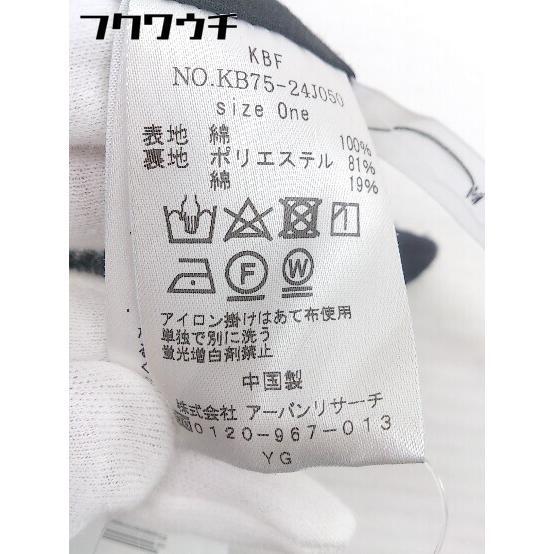 フクワウチ
KBF
NO.KB75-24J050
size One
表地 綿 100%
裏地 ポリエステル 81%
綿 19%
F W
アイロン掛けはあて布使用
単独で別に洗う
蛍光増白剤禁止
中国製
株式会社 アーバンリサーチ
0120-967-013
YG